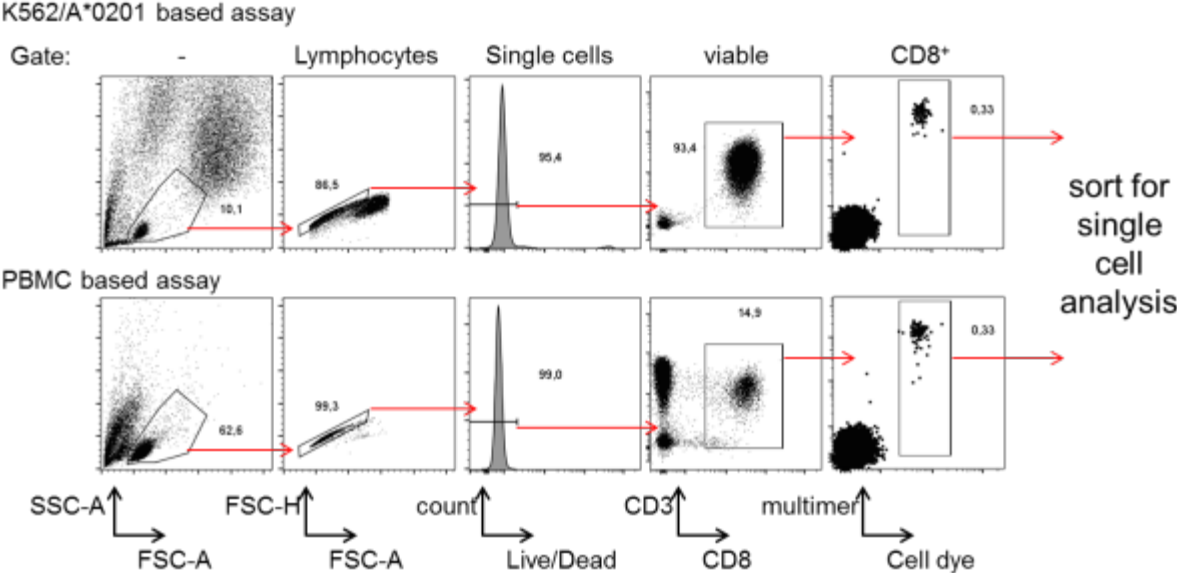 K562/A*0201 based assay
Gate: - Lymphocytes Single cells viable CD8+
10,1
86,5
95,4
93,4
0,33
PBMC based assay
62,6
99,3
99,0
14,9
0,33
sort for
single
cell
analysis
SSC-A FSC-H count CD3 multimer
FSC-A FSC-A Live/Dead CD8 Cell dye